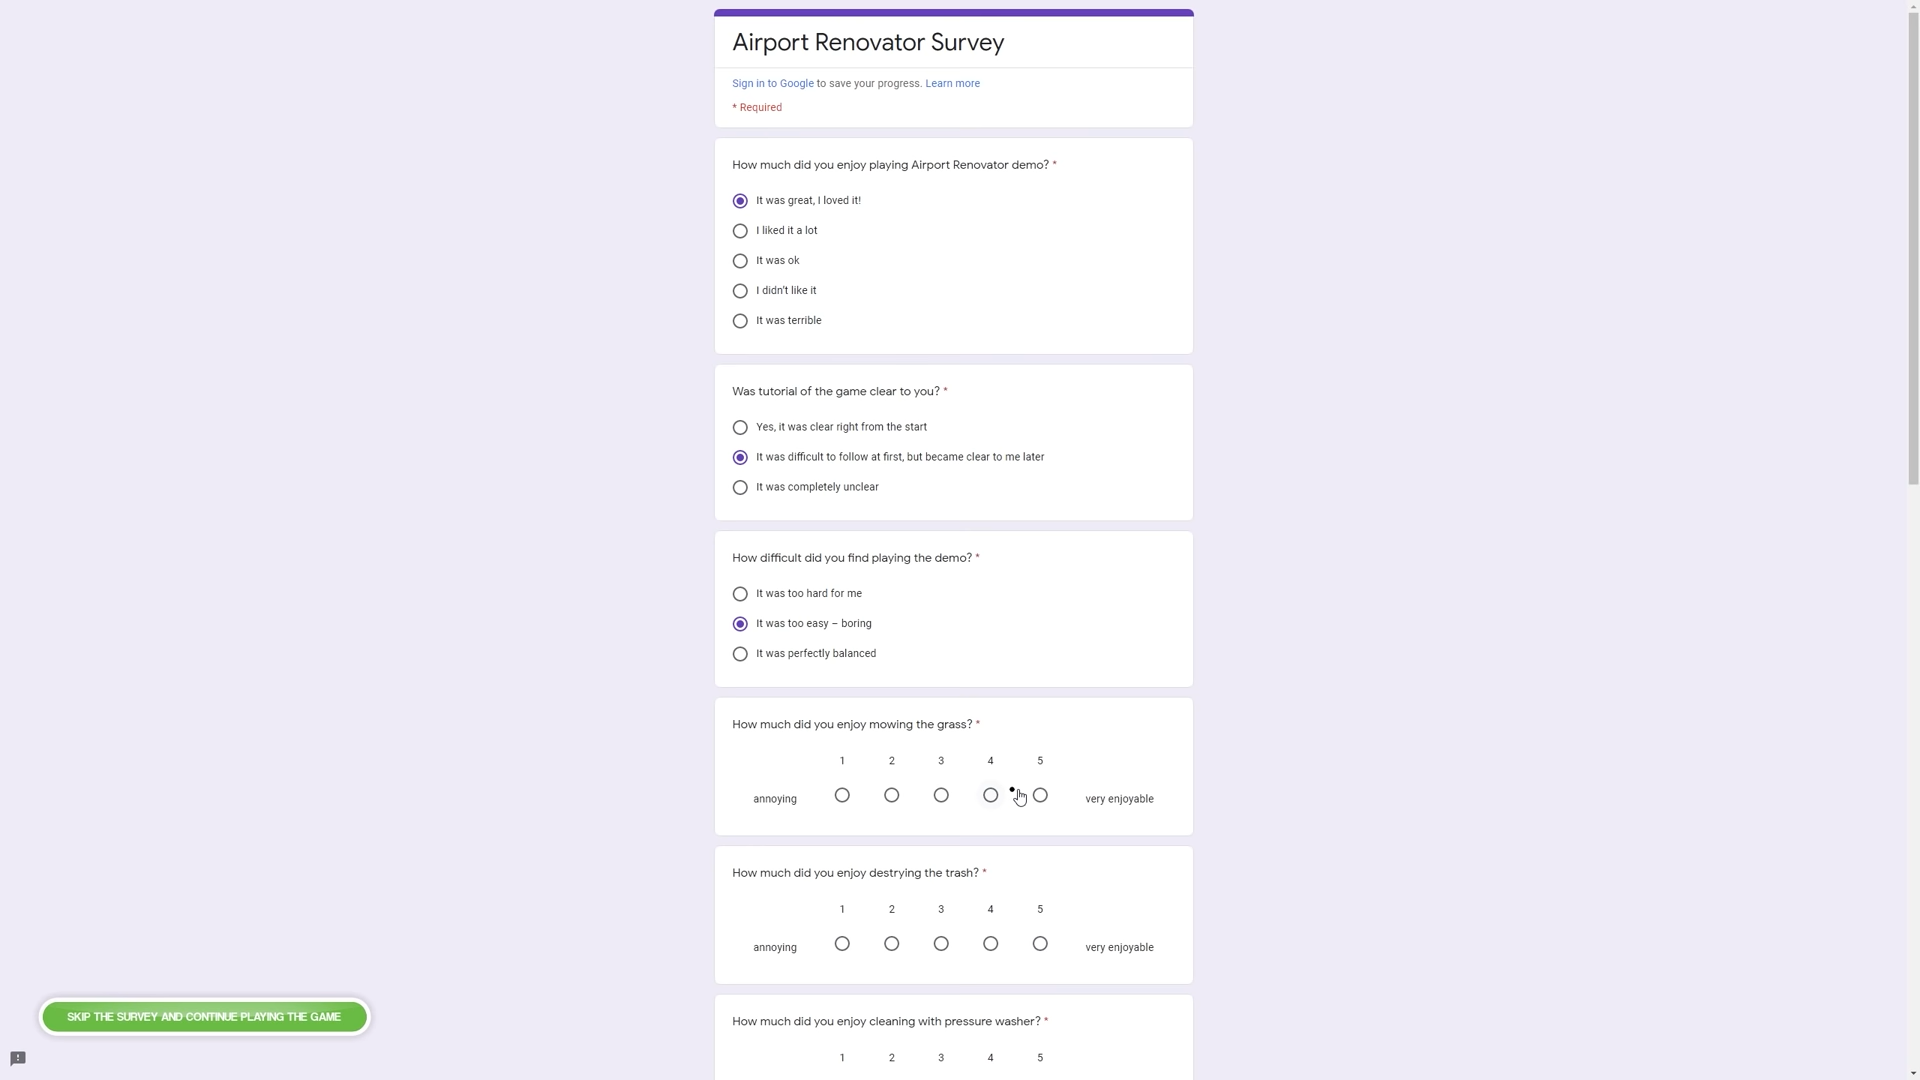 Airport Renovator Survey
Sign in to Google to save your progress. Learn more
* Required
How much did you enjoy playing Airport Renovator demo? *
It was great, I loved it!
I liked it a lot
It was ok
I didn't like it
It was terrible
Was tutorial of the game clear to you? *
Yes, it was clear right from the start
It was difficult to follow at first, but became clear to me later
It was completely unclear
How difficult did you find playing the demo? *
It was too hard for me
It was too easy – boring
It was perfectly balanced
How much did you enjoy mowing the grass? *
1 2 3 4 5
annoying very enjoyable
How much did you enjoy destrying the trash? *
1 2 3 4 5
annoying very enjoyable
SKIP THE SURVEY AND CONTINUE PLAYING THE GAME
How much did you enjoy cleaning with pressure washer? *
1 2 3 4 5